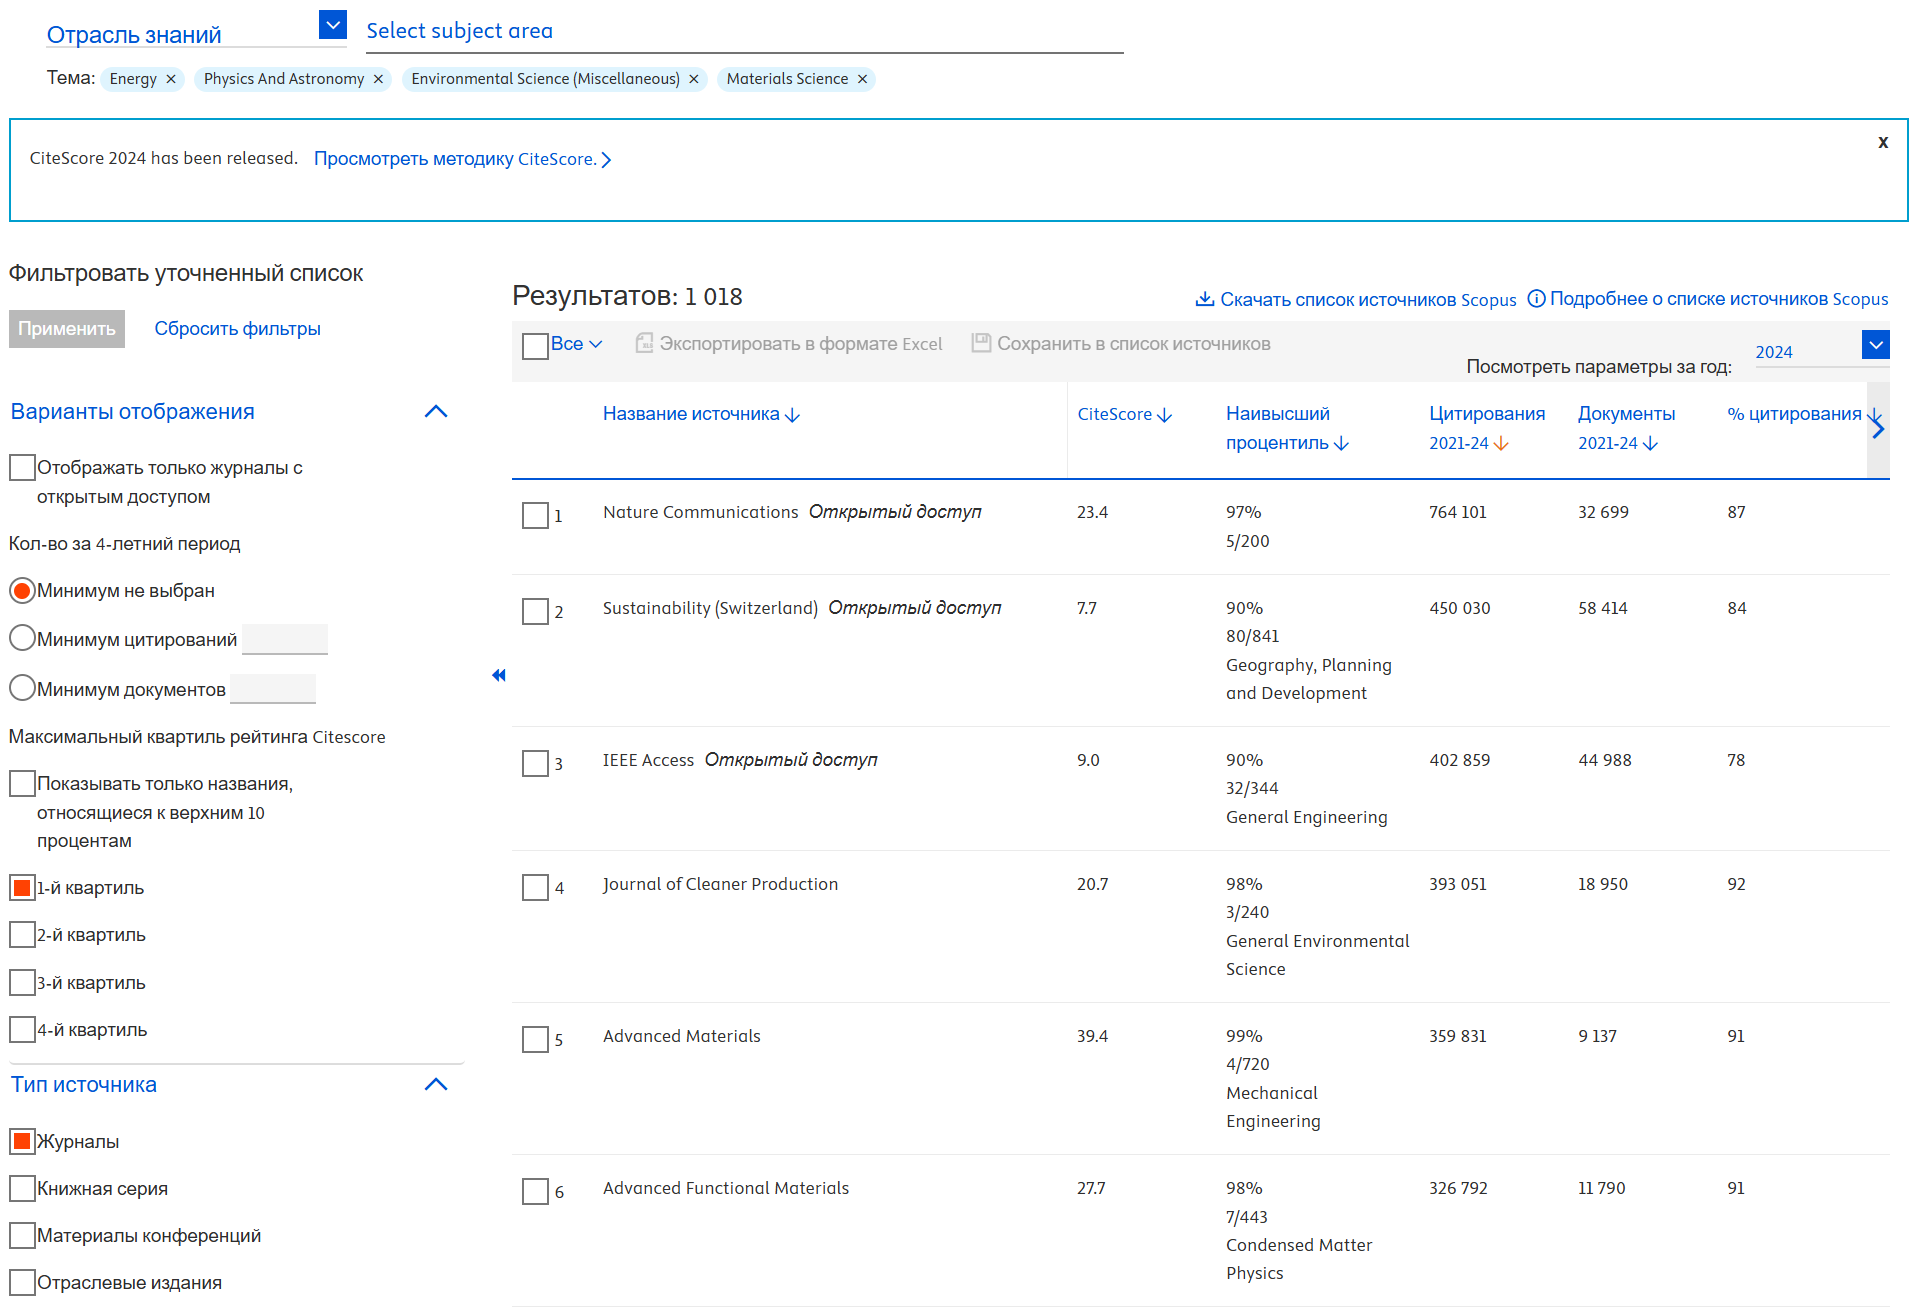 Отрасль знаний
Select subject area
Тема: Energy × Physics And Astronomy × Environmental Science (Miscellaneous) × Materials Science ×
CiteScore 2024 has been released. Просмотреть методику CiteScore.
x
Фильтровать уточненный список
Применить Сбросить фильтры
Варианты отображения
Отображать только журналы с
открытым доступом
Кол-во за 4-летний период
Минимум не выбран
Минимум цитирований
Минимум документов
Максимальный квартиль рейтинга Citescore
Показывать только названия,
относящиеся к верхним 10
процентам
1-й квартиль
2-й квартиль
3-й квартиль
4-й квартиль
Тип источника
Журналы
Книжная серия
Материалы конференций
Отраслевые издания
Результатов: 1 018
Скачать список источников Scopus Подробнее о списке источников Scopus
Все Экспортировать в формате Excel Сохранить в список источников
Посмотреть параметры за год: 2024
Название источника CiteScore Наивысший Цитирования Документы % цитирования
процентиль 2021-24 2021-24
1 Nature Communications Открытый доступ 23.4 97% 764 101 32 699 87
5/200
2 Sustainability (Switzerland) Открытый доступ 7.7 90% 450 030 58 414 84
80/841
Geography, Planning
and Development
3 IEEE Access Открытый доступ 9.0 90% 402 859 44 988 78
32/344
General Engineering
4 Journal of Cleaner Production 20.7 98% 393 051 18 950 92
3/240
General Environmental
Science
5 Advanced Materials 39.4 99% 359 831 9 137 91
4/720
Mechanical
Engineering
6 Advanced Functional Materials 27.7 98% 326 792 11 790 91
7/443
Condensed Matter
Physics